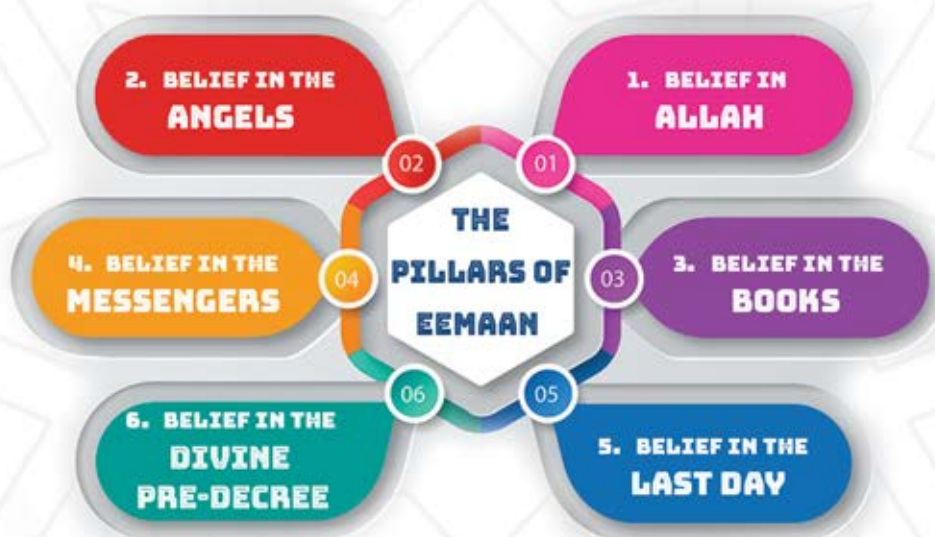 THE
PILLARS OF
EEMAAN
1. BELIEF IN
ALLAH
01
2. BELIEF IN THE
ANGELS
02
3. BELIEF IN THE
BOOKS
03
4. BELIEF IN THE
MESSENGERS
04
5. BELIEF IN THE
LAST DAY
05
6. BELIEF IN THE
DIVINE
PRE-DECREE
06